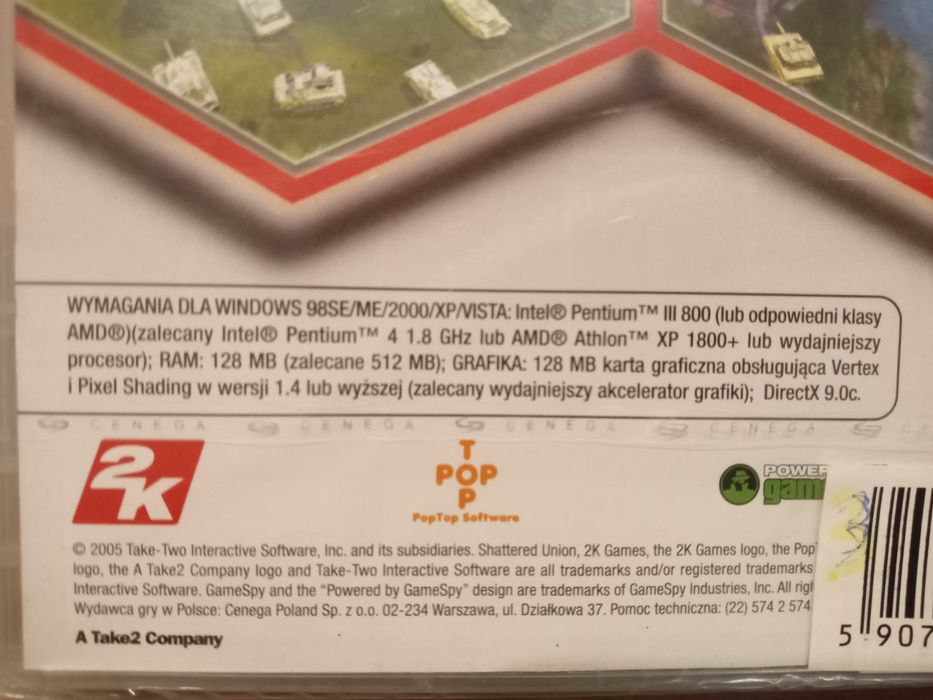 WYMAGANIA DLA WINDOWS 98SE/ME/2000/XP/VISTA: Intel® Pentium™ III 800 (lub odpowiedni klasy
AMD®)(zalecany Intel® Pentium™ 4 1.8 GHz lub AMD® Athlon™ XP 1800+ lub wydajniejszy
procesor); RAM: 128 MB (zalecane 512 MB); GRAFIKA: 128 MB karta graficzna obsługująca Vertex
i Pixel Shading w wersji 1.4 lub wyższej (zalecany wydajniejszy akcelerator grafiki); DirectX 9.0c.
CENEGA CENEGA CENEGA CENEGA CE
2K
TOP
POP
PopTop Software
POWER
gam
© 2005 Take-Two Interactive Software, Inc. and its subsidiaries. Shattered Union, 2K Games, the 2K Games logo, the Pop
logo, the A Take2 Company logo and Take-Two Interactive Software are all trademarks and/or registered trademarks
Interactive Software. GameSpy and the “Powered by GameSpy” design are trademarks of GameSpy Industries, Inc. All righ
Wydawca gry w Polsce: Cenega Poland Sp. z o.o. 02-234 Warszawa, ul. Działkowa 37. Pomoc techniczna: (22) 574 2 574
A Take2 Company
5 907